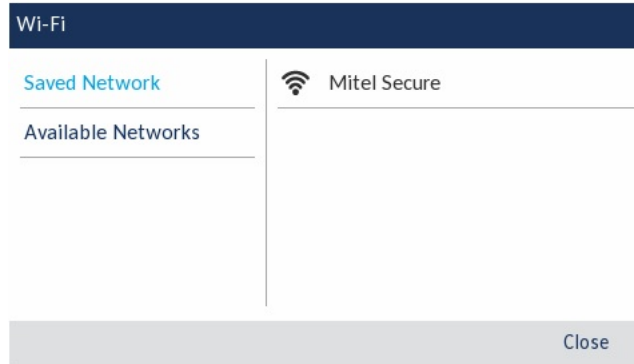 Wi-Fi
Saved Network
Available Networks
Mitel Secure
Close